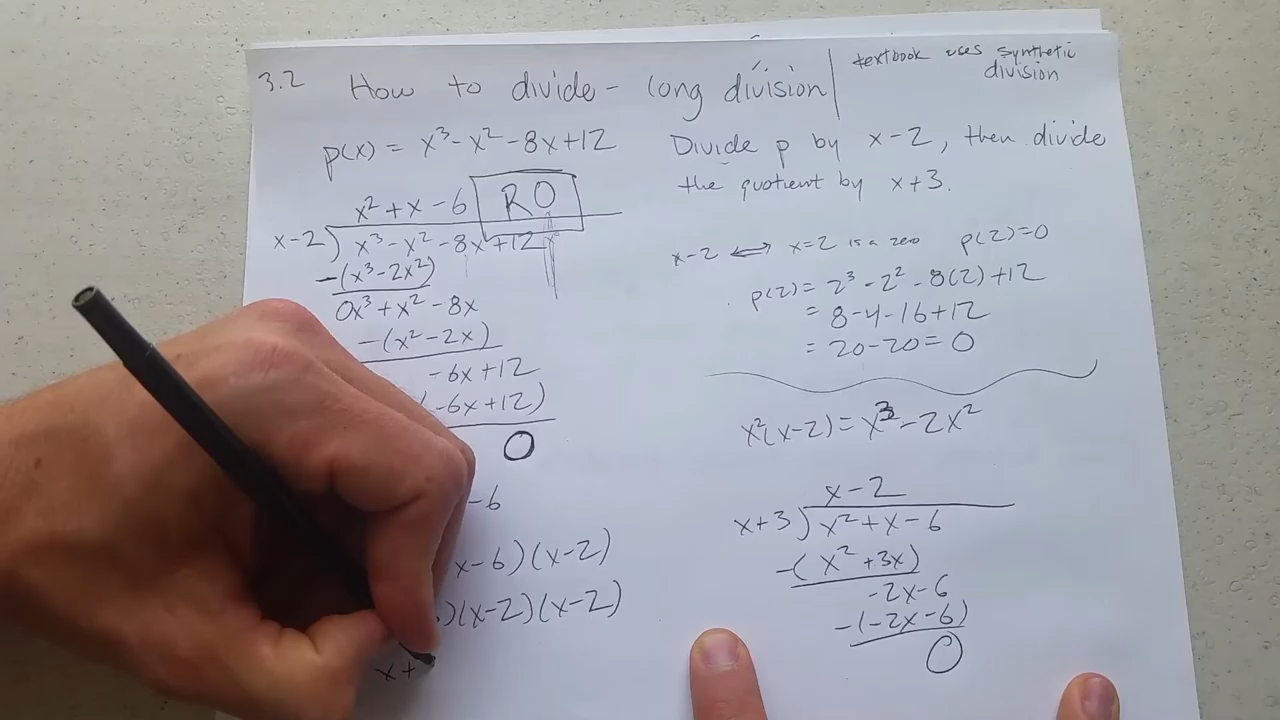 3.2 How to divide - long division
textbook uses synthetic
division
p(x) = x³ - x² - 8x + 12
x² + x - 6 R0
x-2 ) x³ - x² - 8x + 12
-(x³ - 2x²)
0x³ + x² - 8x
-(x² - 2x)
-6x + 12
-6x + 12)
0
-6
x - 6)(x - 2)
)(x - 2)(x - 2)
x +
Divide p by x - 2, then divide
the quotient by x + 3.
x - 2 ⟷ x = 2 is a zero p(2) = 0
p(2) = 2³ - 2² - 8(2) + 12
= 8 - 4 - 16 + 12
= 20 - 20 = 0
x²(x - 2) = x³ - 2x²
x - 2
x + 3 ) x² + x - 6
-(x² + 3x)
-2x - 6
-(-2x - 6)
0